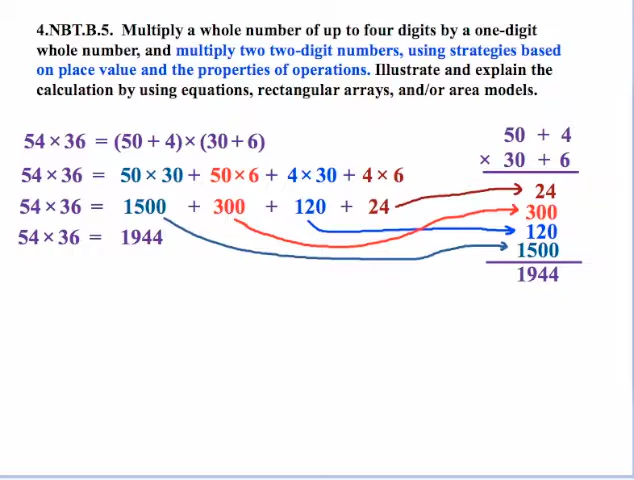 4.NBT.B.5. Multiply a whole number of up to four digits by a one-digit
whole number, and multiply two two-digit numbers, using strategies based
on place value and the properties of operations. Illustrate and explain the
calculation by using equations, rectangular arrays, and/or area models.
54 × 36 = (50 + 4) × (30 + 6)
54 × 36 = 50 × 30 + 50 × 6 + 4 × 30 + 4 × 6
54 × 36 = 1500 + 300 + 120 + 24
54 × 36 = 1944
50 + 4
× 30 + 6
24
300
120
1500
1944